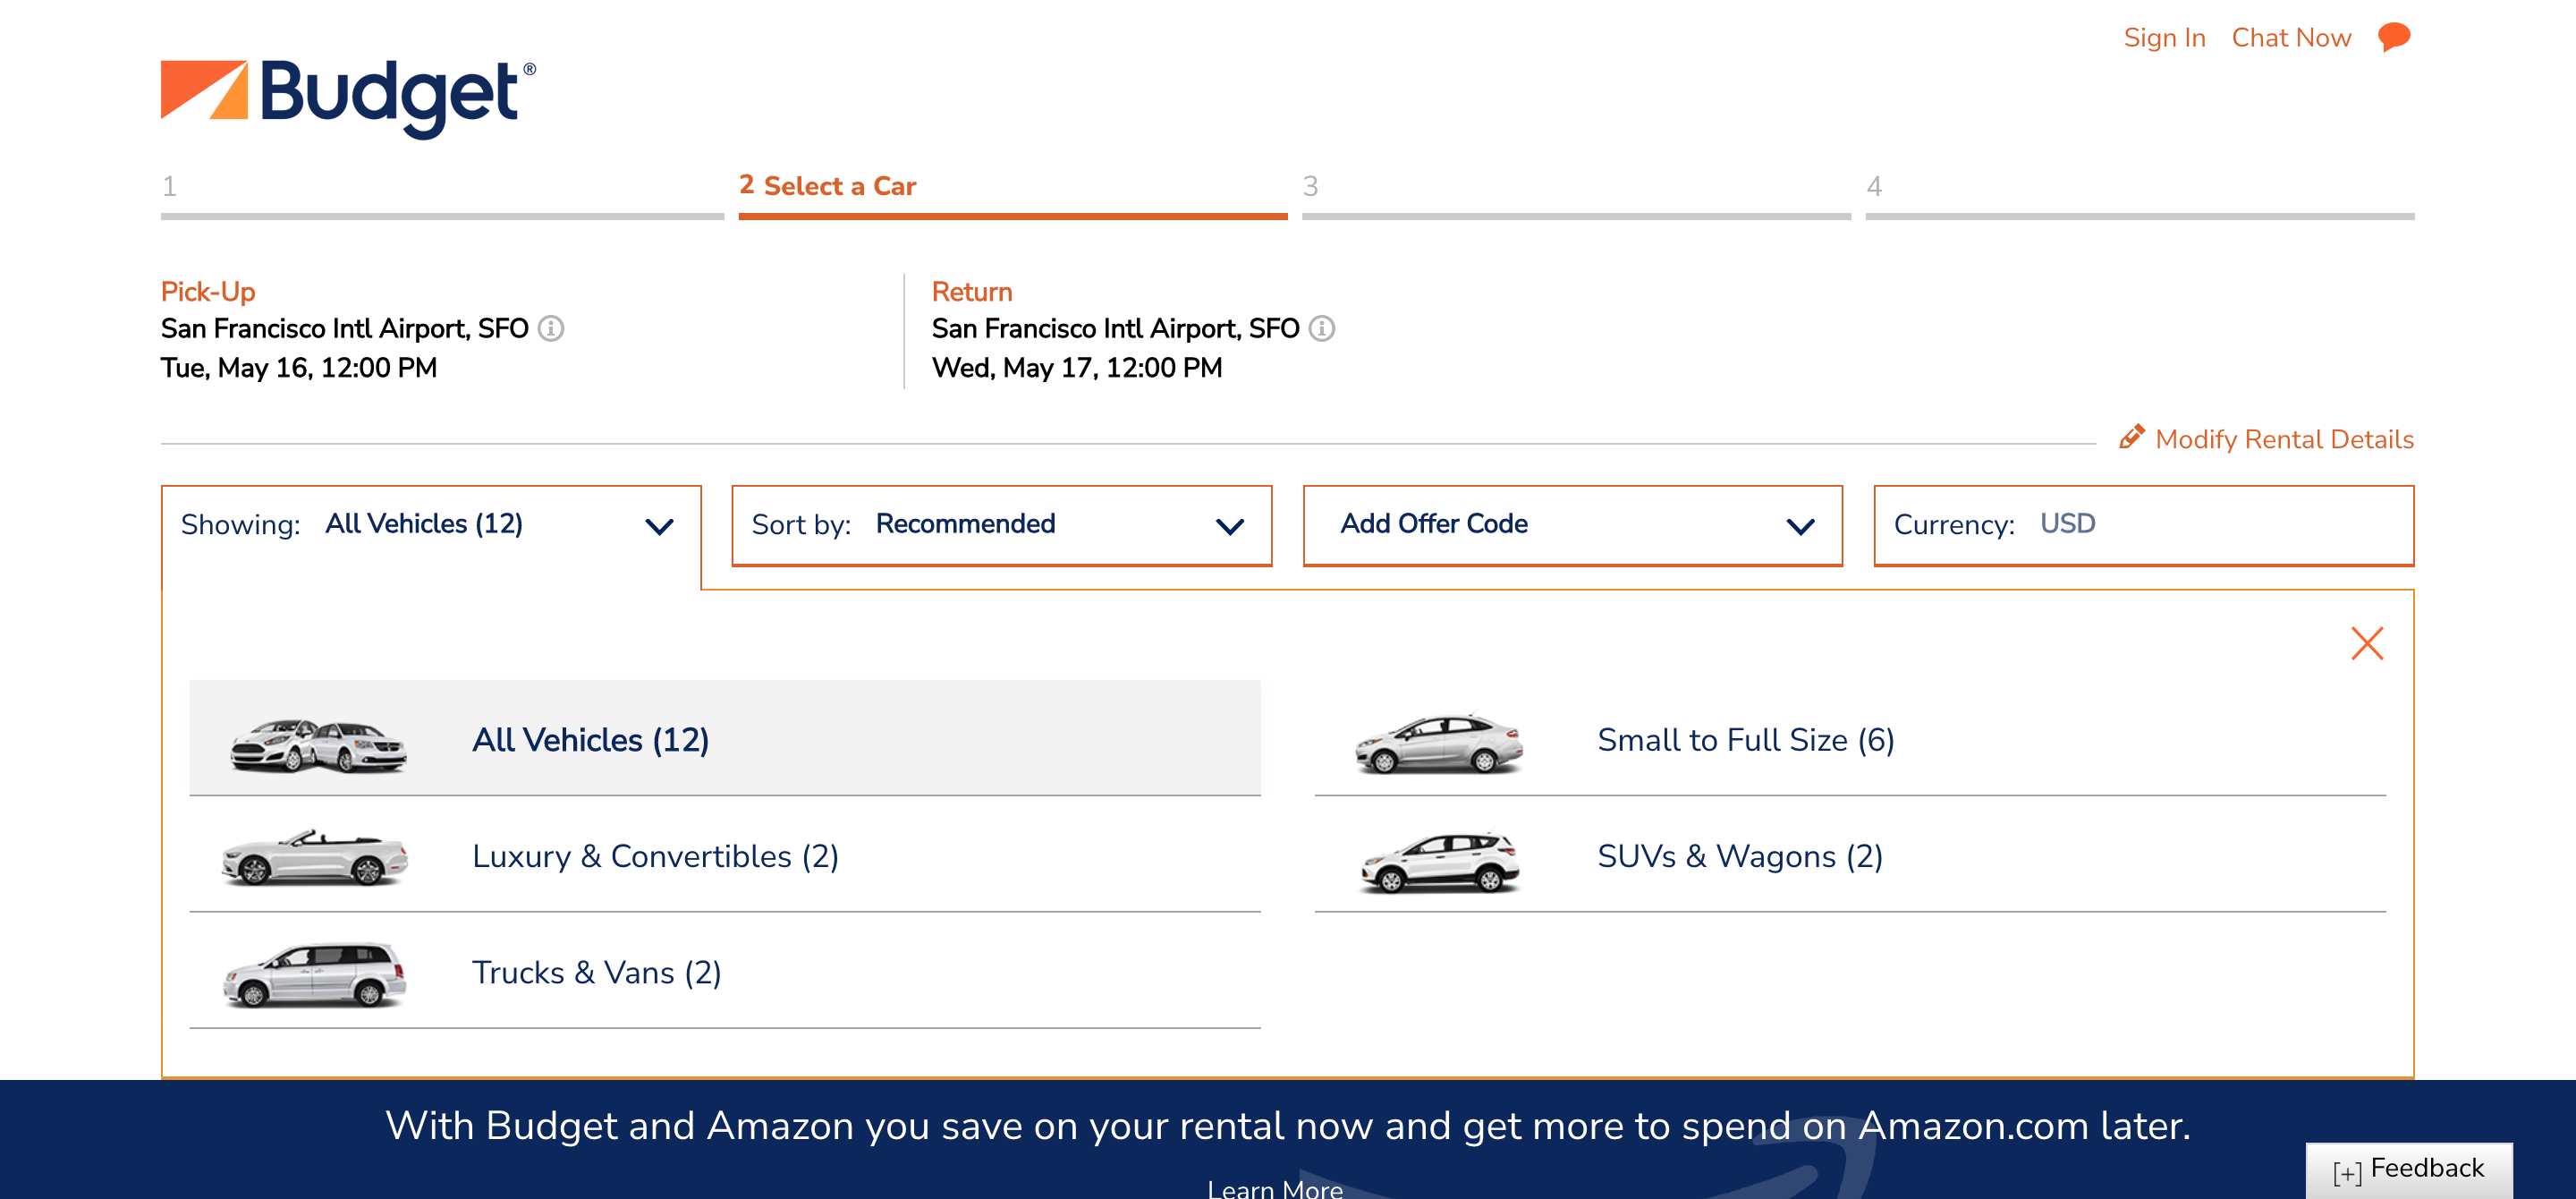 Sign In Chat Now
Budget®
1
2 Select a Car
3
4
Pick-Up
San Francisco Intl Airport, SFO
Tue, May 16, 12:00 PM
Return
San Francisco Intl Airport, SFO
Wed, May 17, 12:00 PM
Modify Rental Details
Showing: All Vehicles (12)
Sort by: Recommended
Add Offer Code
Currency: USD
All Vehicles (12)
Small to Full Size (6)
Luxury & Convertibles (2)
SUVs & Wagons (2)
Trucks & Vans (2)
With Budget and Amazon you save on your rental now and get more to spend on Amazon.com later.
Learn More
[+] Feedback